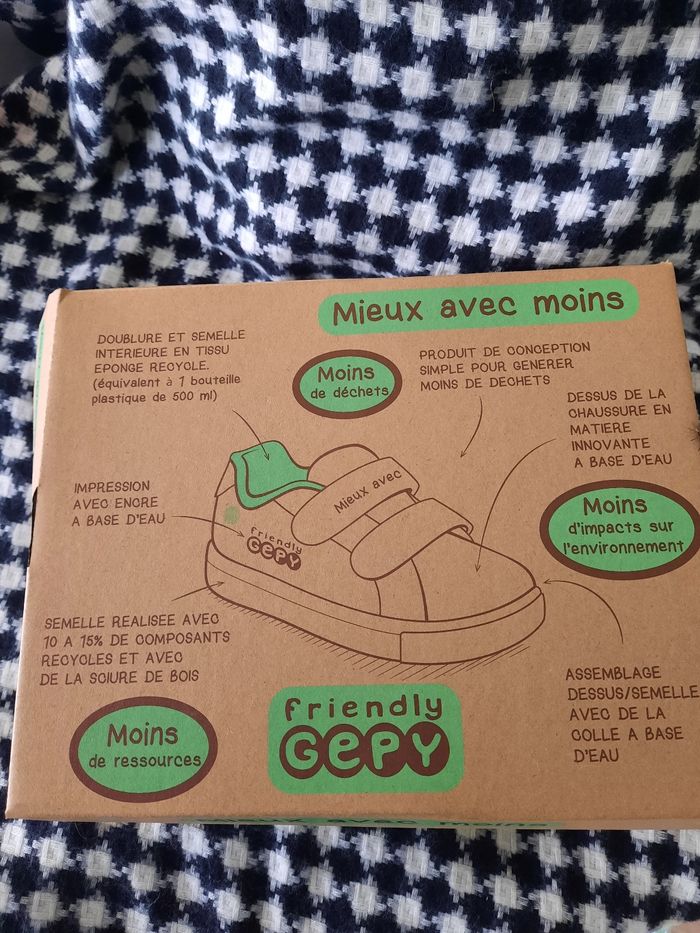 Mieux avec moins
DOUBLURE ET SEMELLE
INTERIEURE EN TISSU
EPONGE RECYCLE.
(équivalent à 1 bouteille
plastique de 500 ml)
Moins
de déchets
PRODUIT DE CONCEPTION
SIMPLE POUR GENERER
MOINS DE DECHETS
DESSUS DE LA
CHAUSSURE EN
MATIERE
INNOVANTE
A BASE D'EAU
IMPRESSION
AVEC ENCRE
A BASE D'EAU
Mieux avec
friendly
GEPY
Moins
d'impacts sur
l'environnement
SEMELLE REALISEE AVEC
10 A 15% DE COMPOSANTS
RECYCLES ET AVEC
DE LA SCIURE DE BOIS
ASSEMBLAGE
DESSUS/SEMELLE
AVEC DE LA
COLLE A BASE
D'EAU
Moins
de ressources
friendly
GEPY
Mieux avec moins